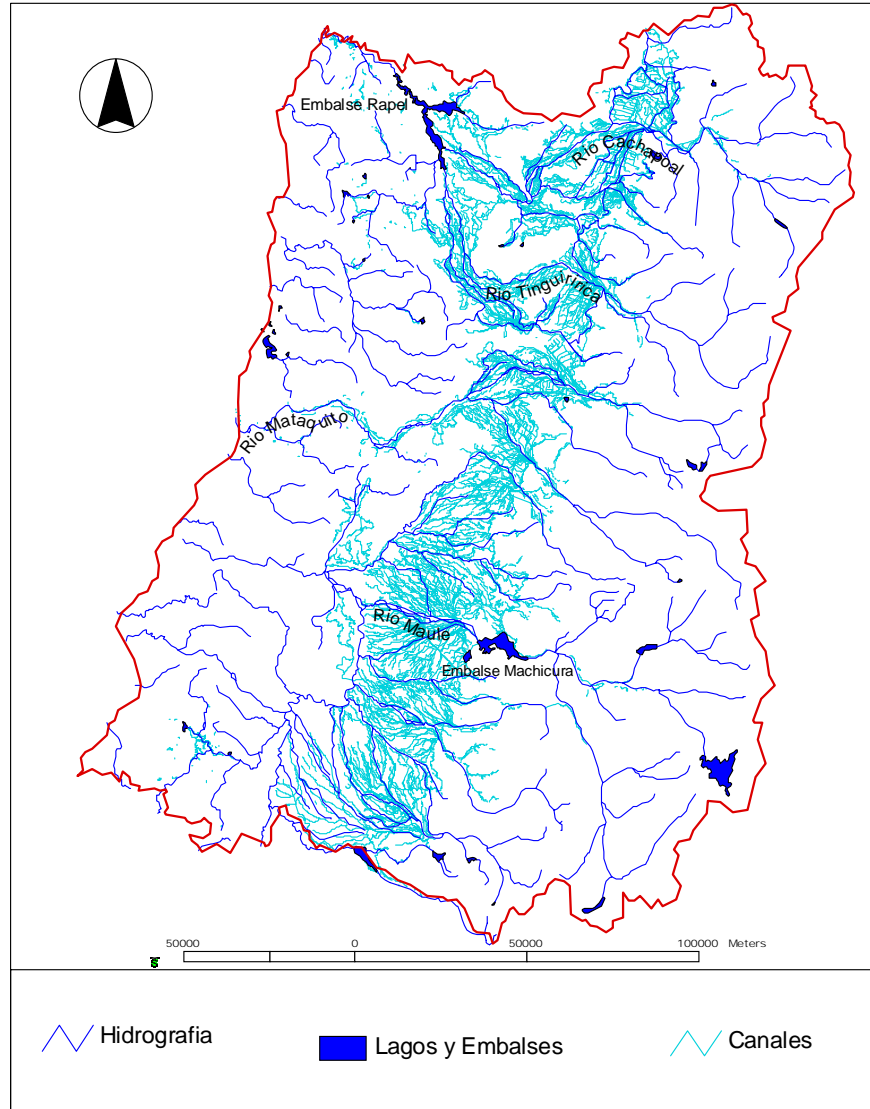 Embalse Rapel
Rio Cachapoal
Rio Tinguiririca
Rio Mataquito
Rio Maule
Embalse Machicura
50000 0 50000 100000 Meters
Hidrografia
Lagos y Embalses
Canales